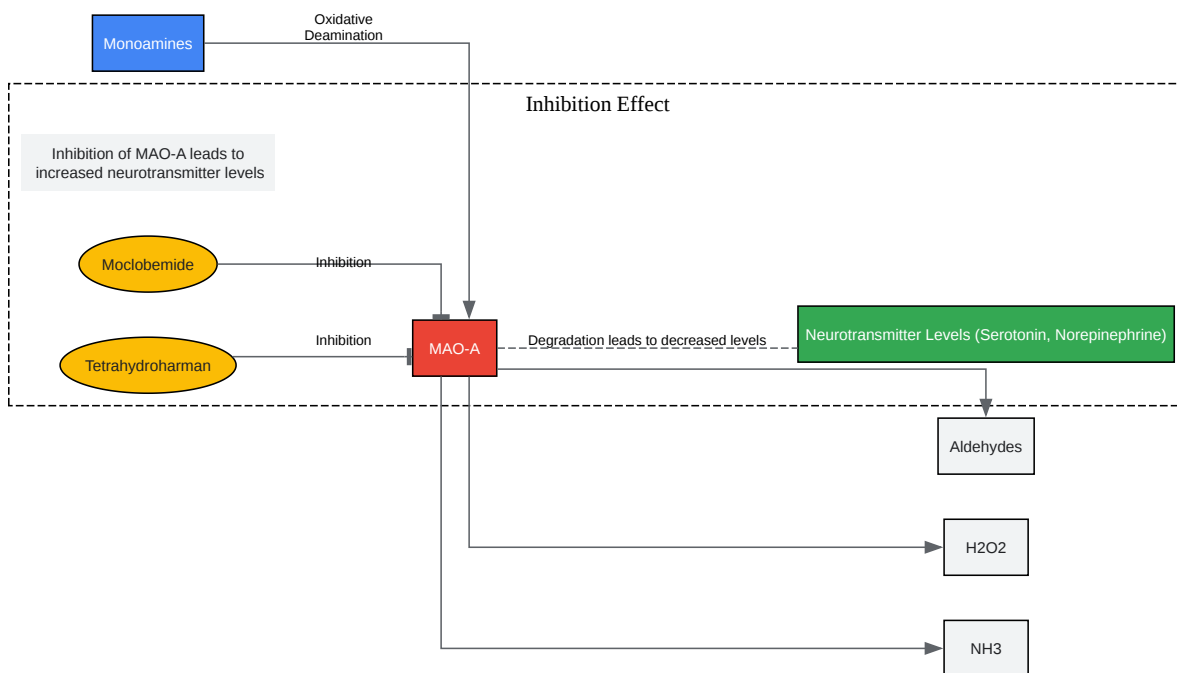 Oxidative
Deamination
Monoamines
Inhibition Effect
Inhibition of MAO-A leads to
increased neurotransmitter levels
Moclobemide
Inhibition
Tetrahydroharman
Inhibition
MAO-A
Degradation leads to decreased levels
Neurotransmitter Levels (Serotonin, Norepinephrine)
Aldehydes
H2O2
NH3